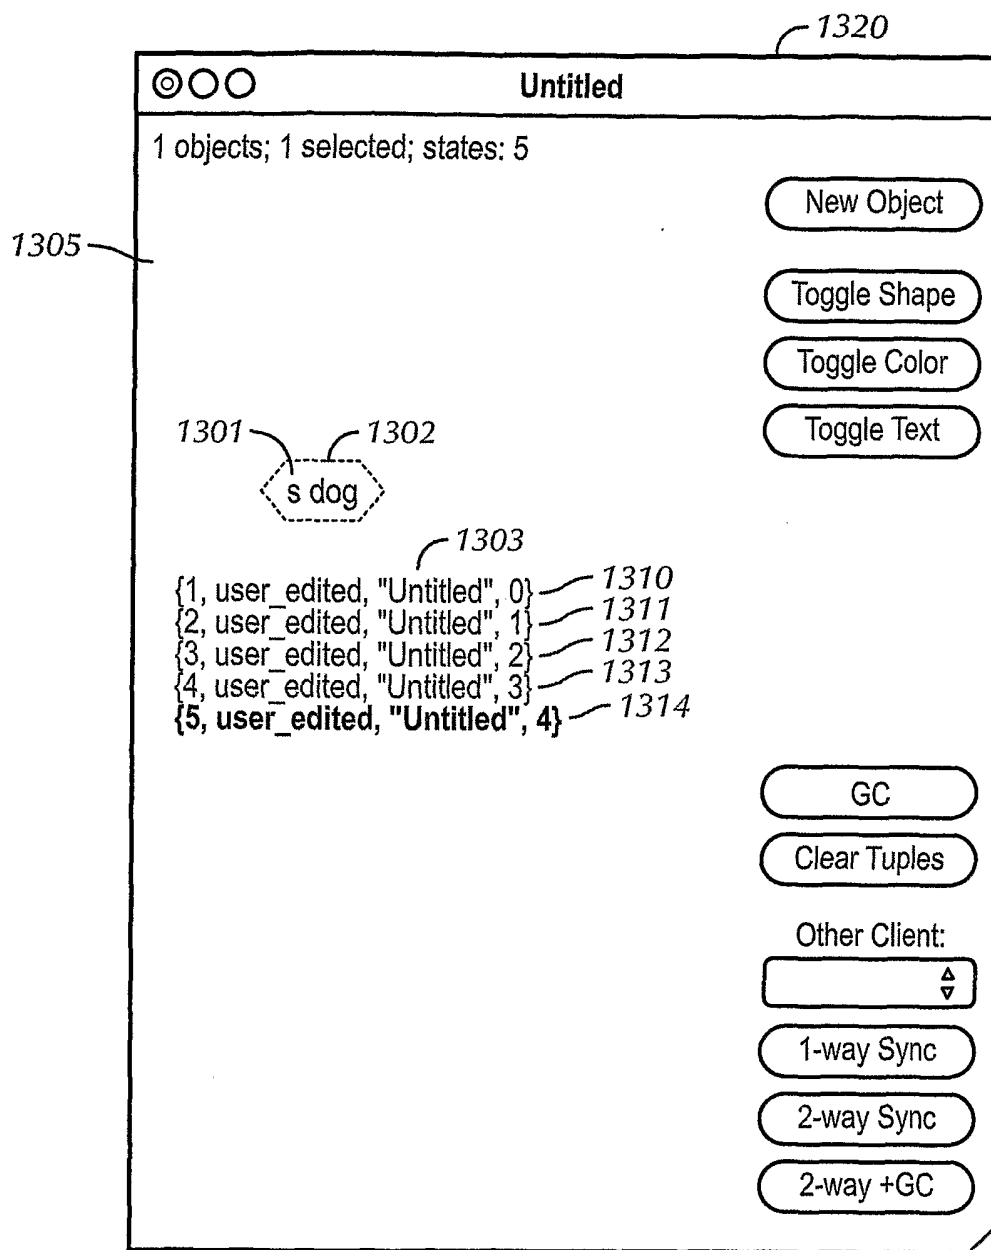 1320
Untitled
1 objects; 1 selected; states: 5
New Object
1305
Toggle Shape
Toggle Color
Toggle Text
1301
1302
s dog
1303
{1, user_edited, "Untitled", 0}
1310
{2, user_edited, "Untitled", 1}
1311
{3, user_edited, "Untitled", 2}
1312
{4, user_edited, "Untitled", 3}
1313
{5, user_edited, "Untitled", 4}
1314
GC
Clear Tuples
Other Client:
1-way Sync
2-way Sync
2-way +GC